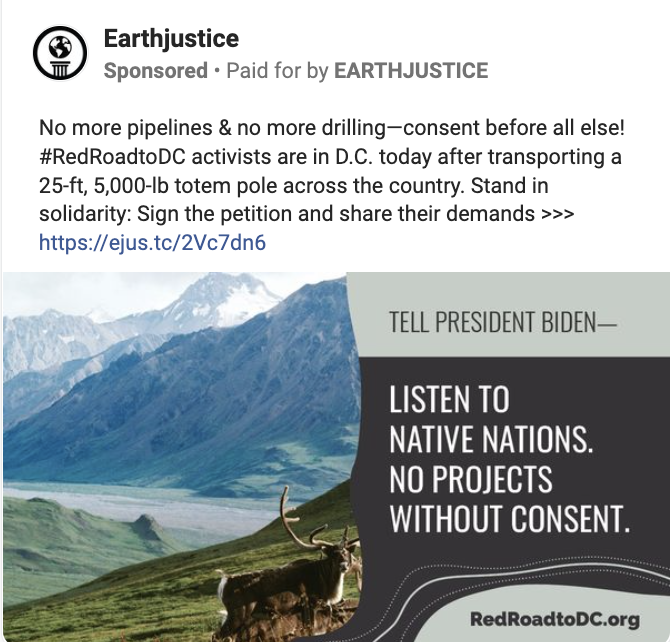 Earthjustice
Sponsored • Paid for by EARTHJUSTICE
No more pipelines & no more drilling—consent before all else!
#RedRoadtoDC activists are in D.C. today after transporting a
25-ft, 5,000-lb totem pole across the country. Stand in
solidarity: Sign the petition and share their demands >>>
https://ejus.tc/2Vc7dn6
TELL PRESIDENT BIDEN—
LISTEN TO
NATIVE NATIONS.
NO PROJECTS
WITHOUT CONSENT.
RedRoadtoDC.org